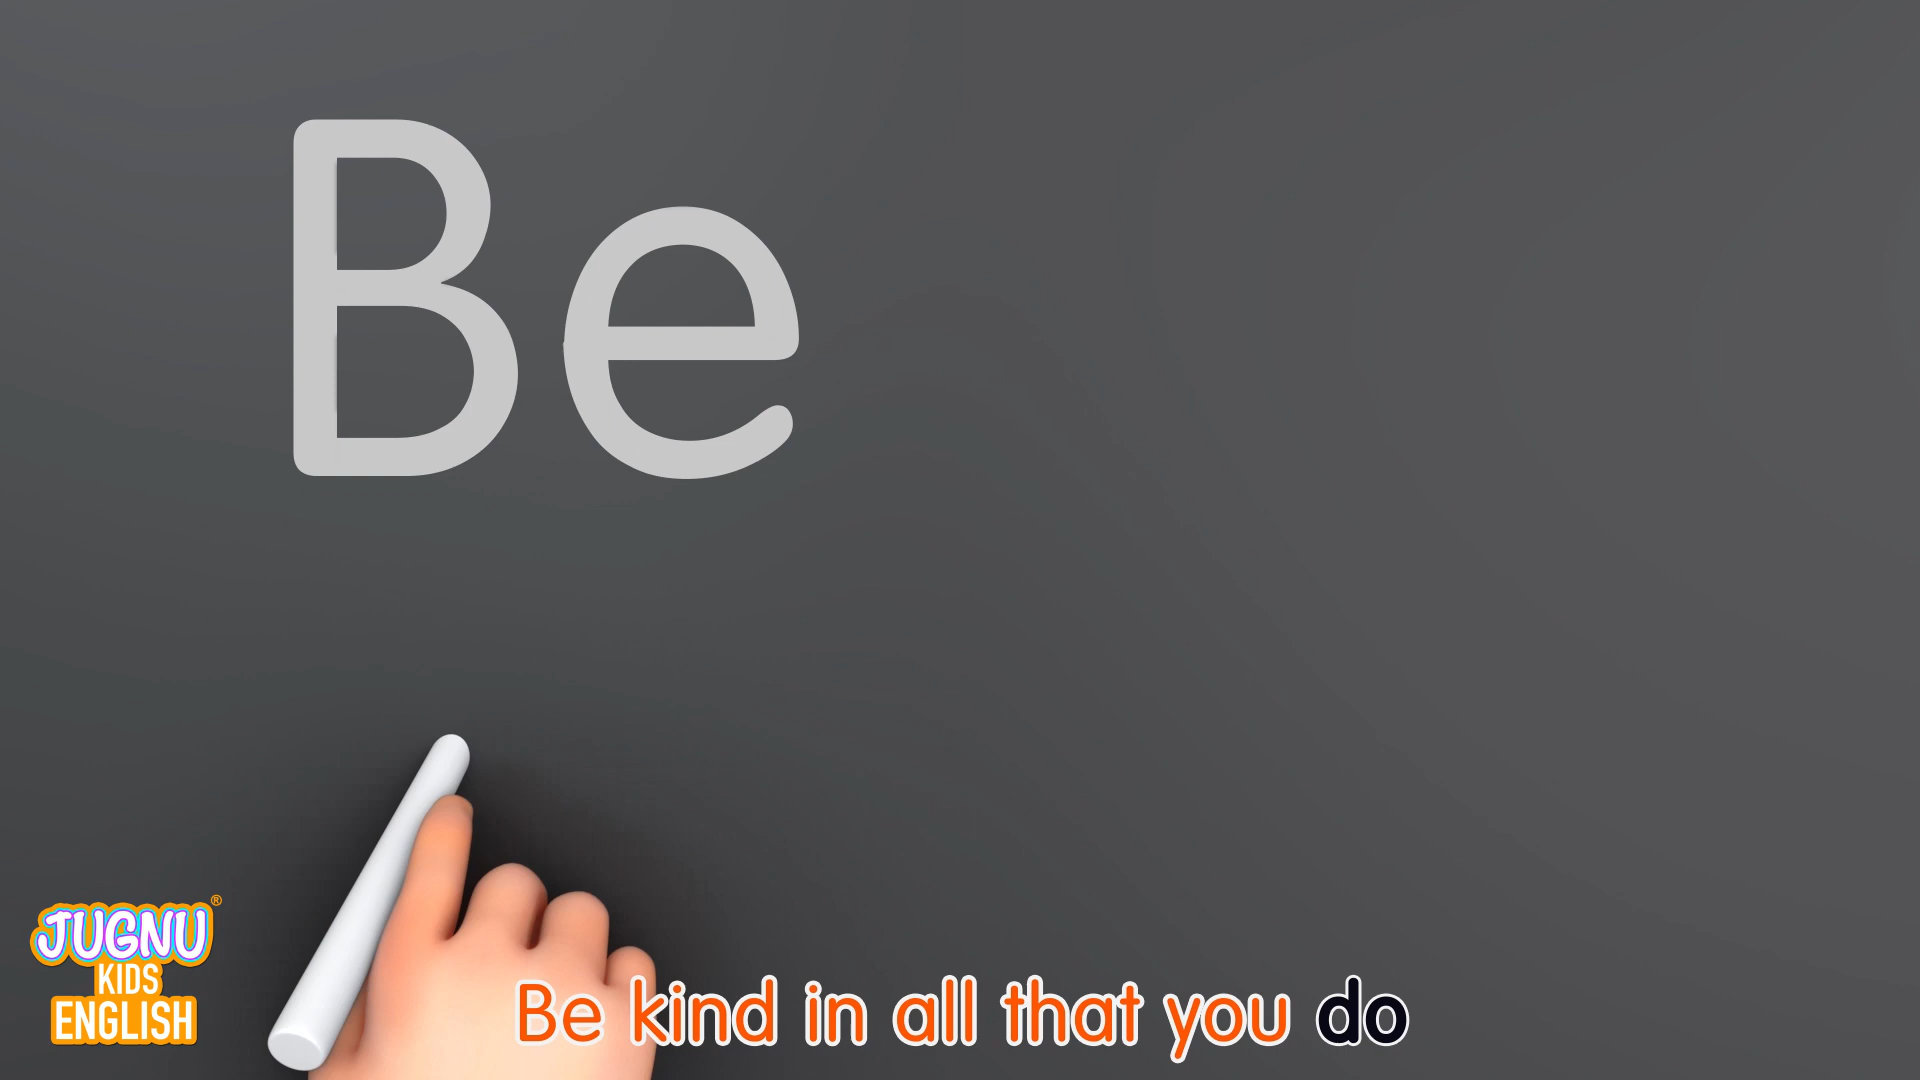 Be
JUGNU®
KIDS
ENGLISH
Be kind in all that you do